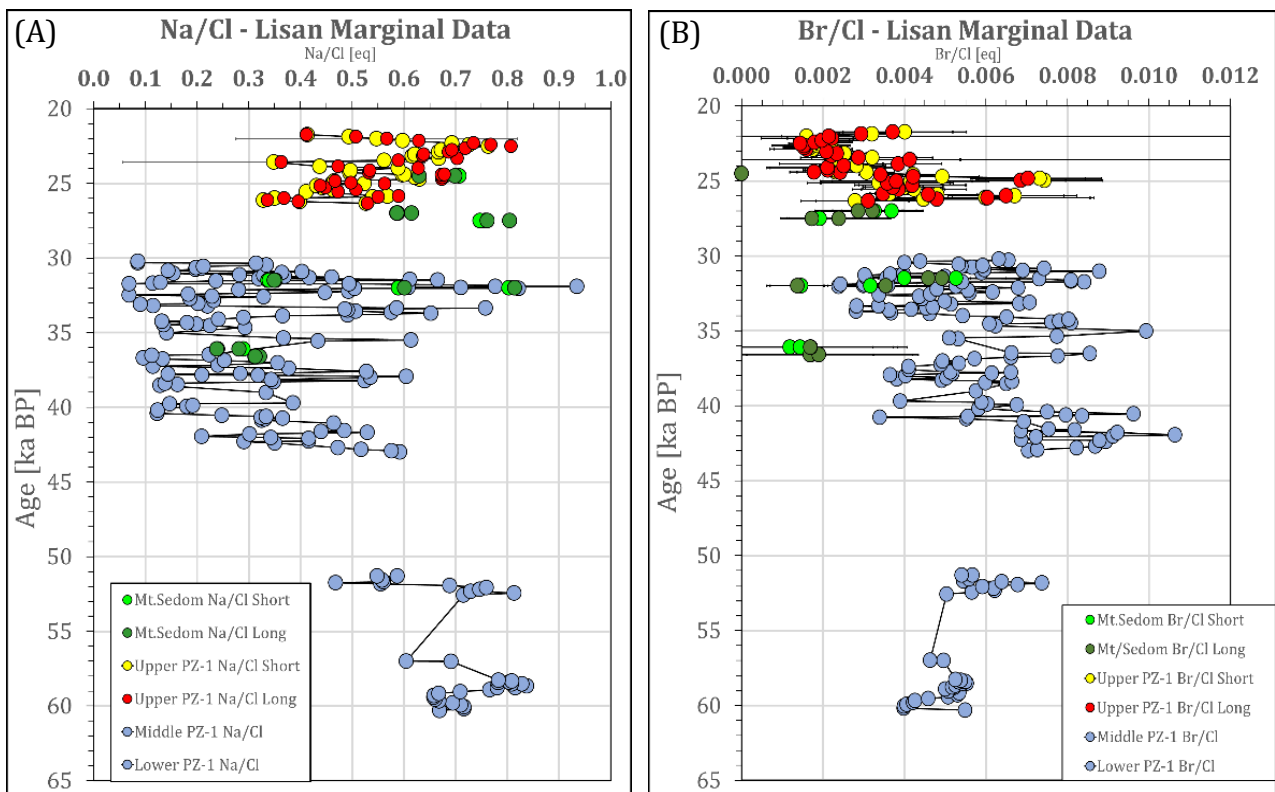 (A)
Na/Cl - Lisan Marginal Data
Na/Cl [eq]
0.0 0.1 0.2 0.3 0.4 0.5 0.6 0.7 0.8 0.9 1.0
20
25
30
35
40
45
50
55
60
65
Age [ka BP]
Mt.Sedom Na/Cl Short
Mt.Sedom Na/Cl Long
Upper PZ-1 Na/Cl Short
Upper PZ-1 Na/Cl Long
Middle PZ-1 Na/Cl
Lower PZ-1 Na/Cl
(B)
Br/Cl - Lisan Marginal Data
Br/Cl [eq]
0.000 0.002 0.004 0.006 0.008 0.010 0.012
20
25
30
35
40
45
50
55
60
65
Age [ka BP]
Mt.Sedom Br/Cl Short
Mt/Sedom Br/Cl Long
Upper PZ-1 Br/Cl Short
Upper PZ-1 Br/Cl Long
Middle PZ-1 Br/Cl
Lower PZ-1 Br/Cl